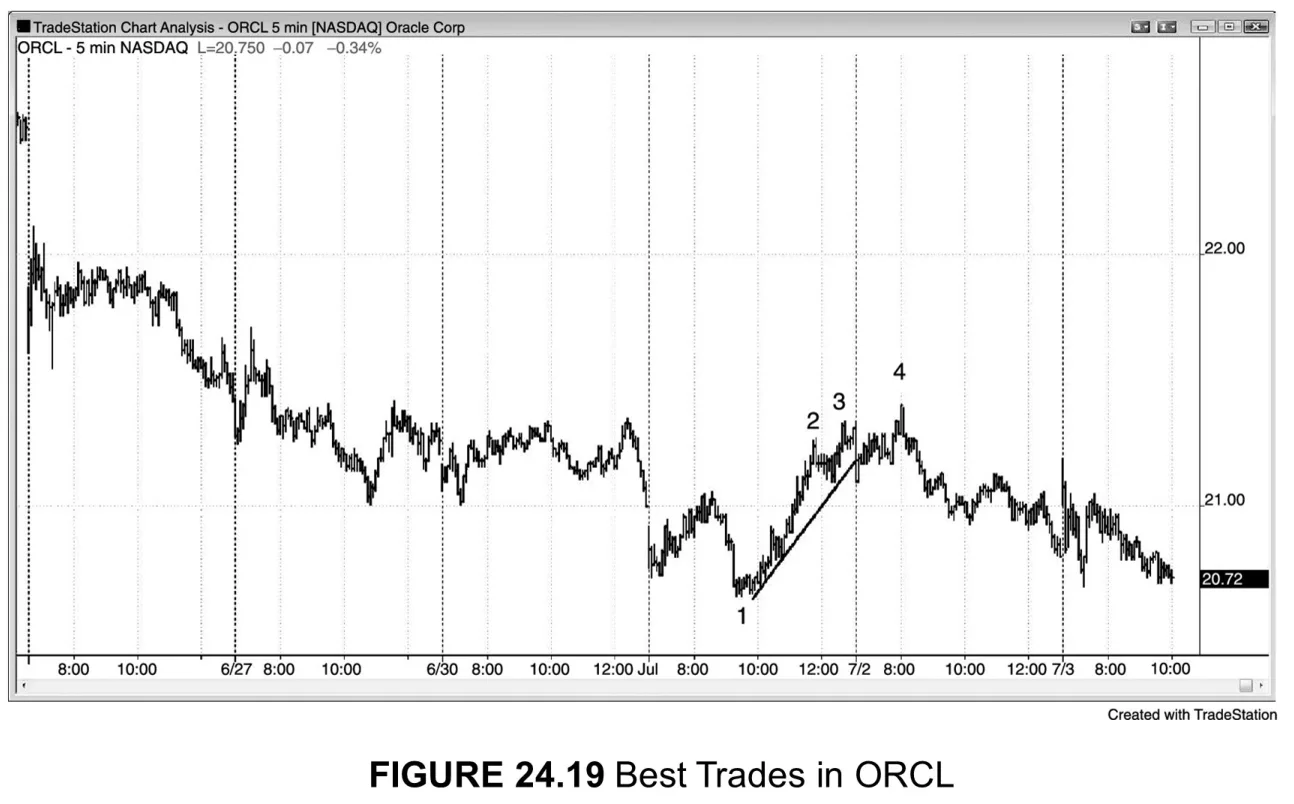 TradeStation Chart Analysis - ORCL 5 min [NASDAQ] Oracle Corp
ORCL - 5 min NASDAQ L=20.750 −0.07 −0.34%
4
3
2
1
22.00
21.00
20.72
8:00 10:00 6/27 8:00 10:00 6/30 8:00 10:00 12:00 Jul 8:00 10:00 12:00 7/2 8:00 10:00 12:00 7/3 8:00 10:00
Created with TradeStation
FIGURE 24.19 Best Trades in ORCL